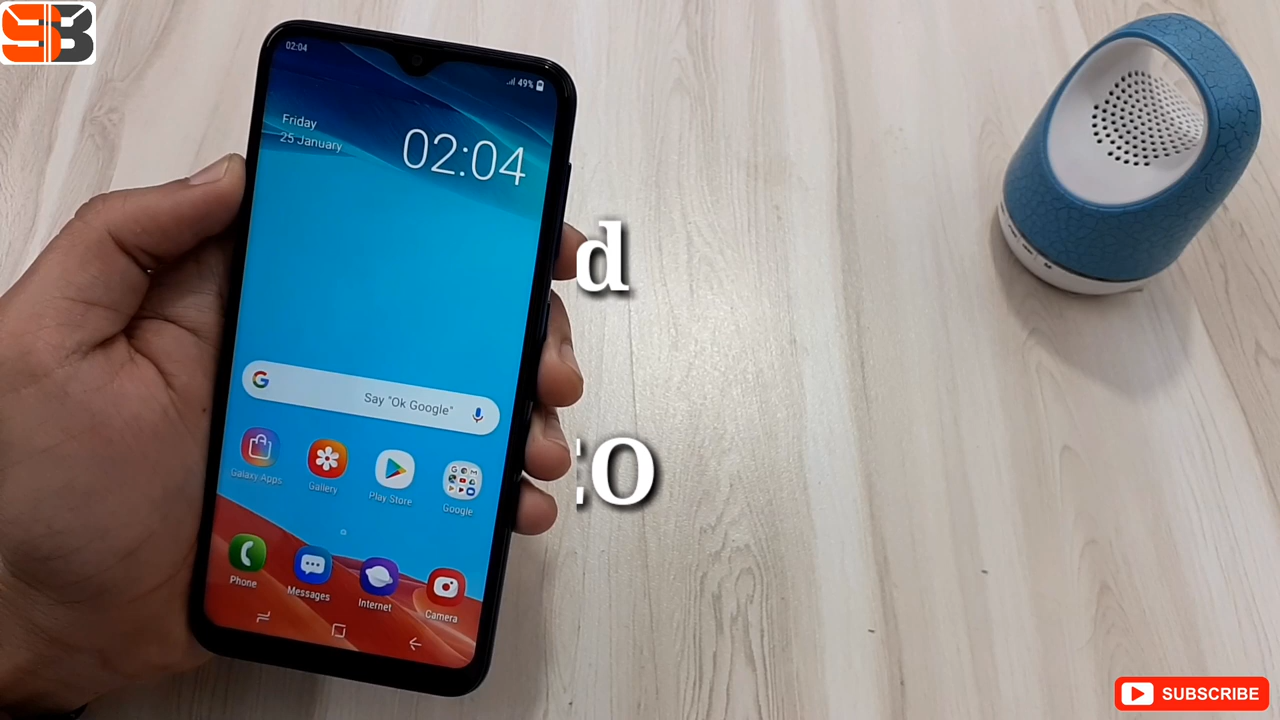 SB
02:04
49%
Friday
25 January
02:04
d
G
Say "Ok Google"
Galaxy Apps
Gallery
Play Store
Google
EO
Phone
Messages
Internet
Camera
SUBSCRIBE